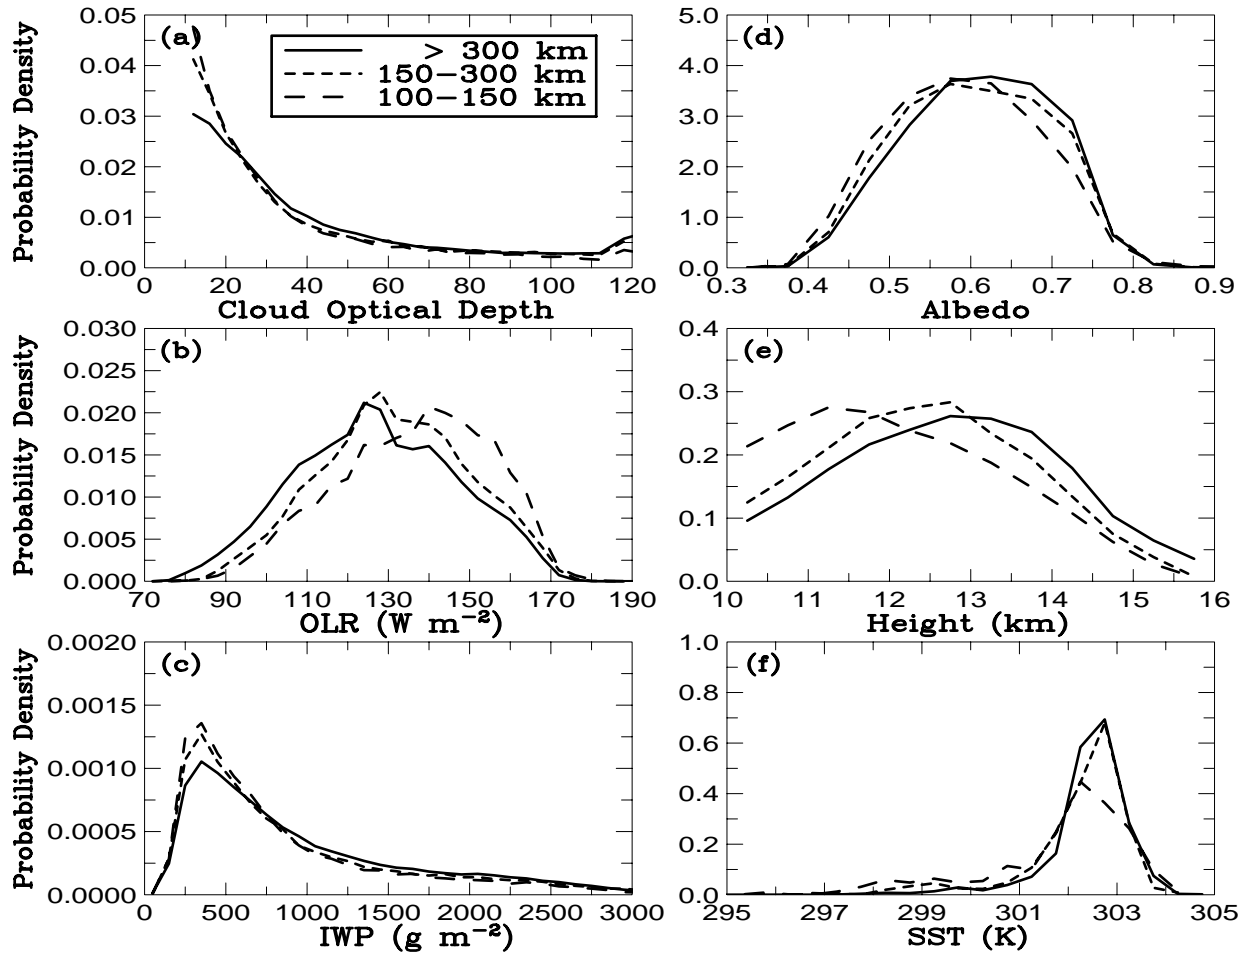 Probability Density
0.05
0.04
0.03
0.02
0.01
0.00
(a)
> 300 km
150−300 km
100−150 km
0 20 40 60 80 100 120
Cloud Optical Depth
5.0
4.0
3.0
2.0
1.0
0.0
(d)
0.3 0.4 0.5 0.6 0.7 0.8 0.9
Albedo
Probability Density
0.030
0.025
0.020
0.015
0.010
0.005
0.000
(b)
70 90 110 130 150 170 190
OLR (W m−2)
0.4
0.3
0.2
0.1
0.0
(e)
10 11 12 13 14 15 16
Height (km)
Probability Density
0.0020
0.0015
0.0010
0.0005
0.0000
(c)
0 500 1000 1500 2000 2500 3000
IWP (g m−2)
1.0
0.8
0.6
0.4
0.2
0.0
(f)
295 297 299 301 303 305
SST (K)